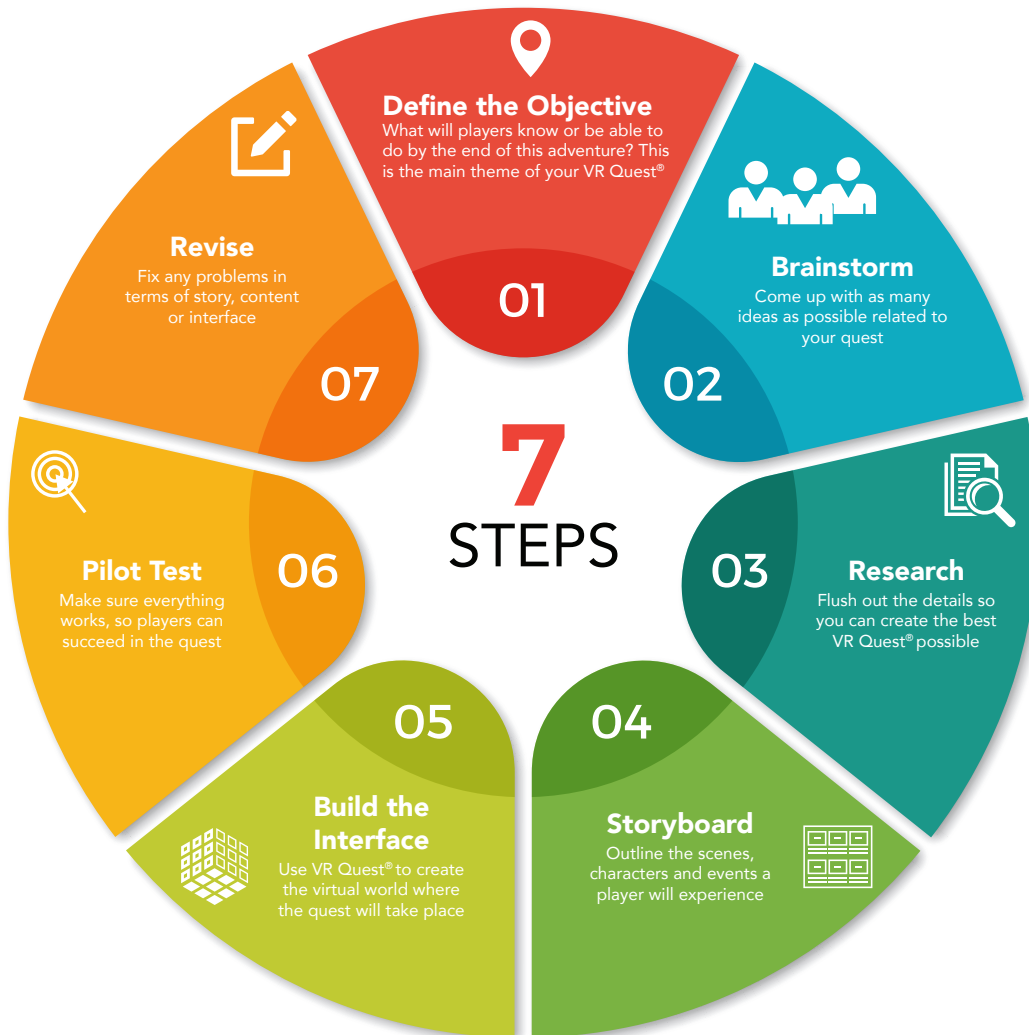 Define the Objective
What will players know or be able to
do by the end of this adventure? This
is the main theme of your VR Quest®
01
Brainstorm
Come up with as many
ideas as possible related to
your quest
02
Research
Flush out the details so
you can create the best
VR Quest® possible
03
Storyboard
Outline the scenes,
characters and events a
player will experience
04
Build the
Interface
Use VR Quest® to create
the virtual world where
the quest will take place
05
Pilot Test
Make sure everything
works, so players can
succeed in the quest
06
Revise
Fix any problems in
terms of story, content
or interface
07
7
STEPS